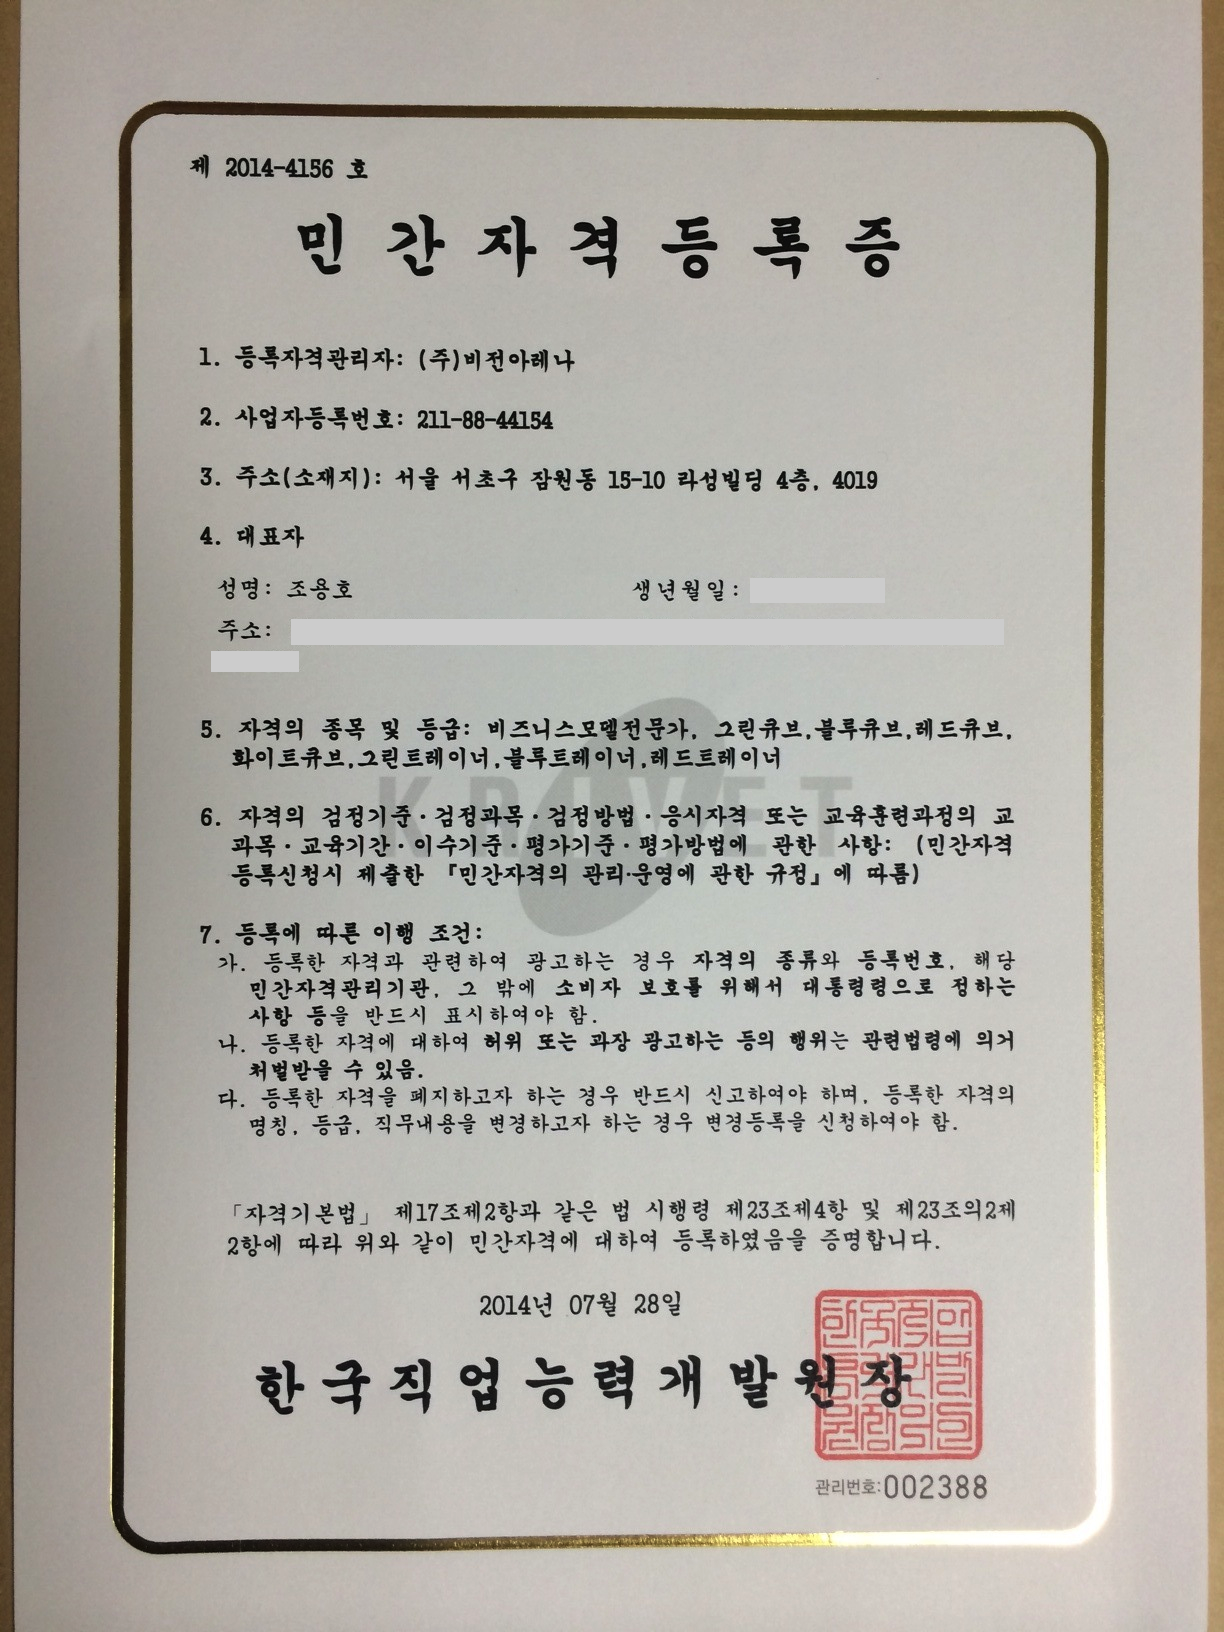 제 2014-4156 호
민간자격등록증
1. 등록자격관리자: (주)비전아레나
2. 사업자등록번호: 211-88-44154
3. 주소(소재지): 서울 서초구 잠원동 15-10 라성빌딩 4층, 4019
4. 대표자
성명: 조용호 생년월일:
주소:
5. 자격의 종목 및 등급: 비즈니스모델전문가, 그린큐브,블루큐브,레드큐브,
화이트큐브,그린트레이너,블루트레이너,레드트레이너
KRIVET
6. 자격의 검정기준·검정과목·검정방법·응시자격 또는 교육훈련과정의 교
과목·교육기간·이수기준·평가기준·평가방법에 관한 사항: (민간자격
등록신청시 제출한 『민간자격의 관리·운영에 관한 규정』에 따름)
7. 등록에 따른 이행 조건:
가. 등록한 자격과 관련하여 광고하는 경우 자격의 종류와 등록번호, 해당
민간자격관리기관, 그 밖에 소비자 보호를 위해서 대통령령으로 정하는
사항 등을 반드시 표시하여야 함.
나. 등록한 자격에 대하여 허위 또는 과장 광고하는 등의 행위는 관련법령에 의거
처벌받을 수 있음.
다. 등록한 자격을 폐지하고자 하는 경우 반드시 신고하여야 하며, 등록한 자격의
명칭, 등급, 직무내용을 변경하고자 하는 경우 변경등록을 신청하여야 함.
「자격기본법」 제17조제2항과 같은 법 시행령 제23조제4항 및 제23조의2제
2항에 따라 위와 같이 민간자격에 대하여 등록하였음을 증명합니다.
2014년 07월 28일
한국직업능력개발원장
관리번호:002388